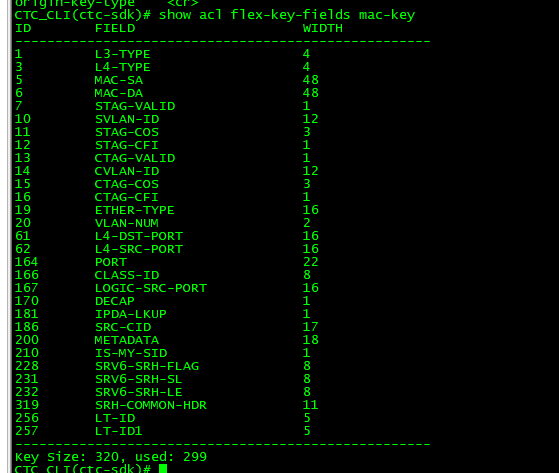 origin-key-type    <cr>
CTC_CLI(ctc-sdk)# show acl flex-key-fields mac-key
ID FIELD WIDTH
----------------------------------------------------
1 L3-TYPE 4
3 L4-TYPE 4
5 MAC-SA 48
6 MAC-DA 48
7 STAG-VALID 1
10 SVLAN-ID 12
11 STAG-COS 3
12 STAG-CFI 1
13 CTAG-VALID 1
14 CVLAN-ID 12
15 CTAG-COS 3
16 CTAG-CFI 1
19 ETHER-TYPE 16
20 VLAN-NUM 2
61 L4-DST-PORT 16
62 L4-SRC-PORT 16
164 PORT 22
166 CLASS-ID 8
167 LOGIC-SRC-PORT 16
170 DECAP 1
181 IPDA-LKUP 1
186 SRC-CID 17
200 METADATA 18
210 IS-MY-SID 1
228 SRV6-SRH-FLAG 8
231 SRV6-SRH-SL 8
232 SRV6-SRH-LE 8
319 SRH-COMMON-HDR 11
256 LT-ID 5
257 LT-ID1 5
----------------------------------------------------
Key Size: 320, used: 299
CTC_CLI(ctc-sdk)#